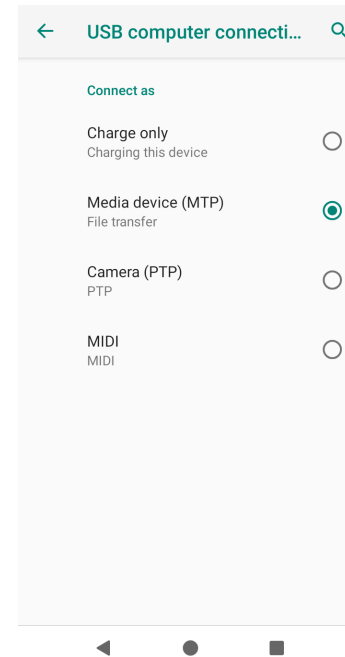 USB computer connecti...
Connect as
Charge only
Charging this device
Media device (MTP)
File transfer
Camera (PTP)
PTP
MIDI
MIDI